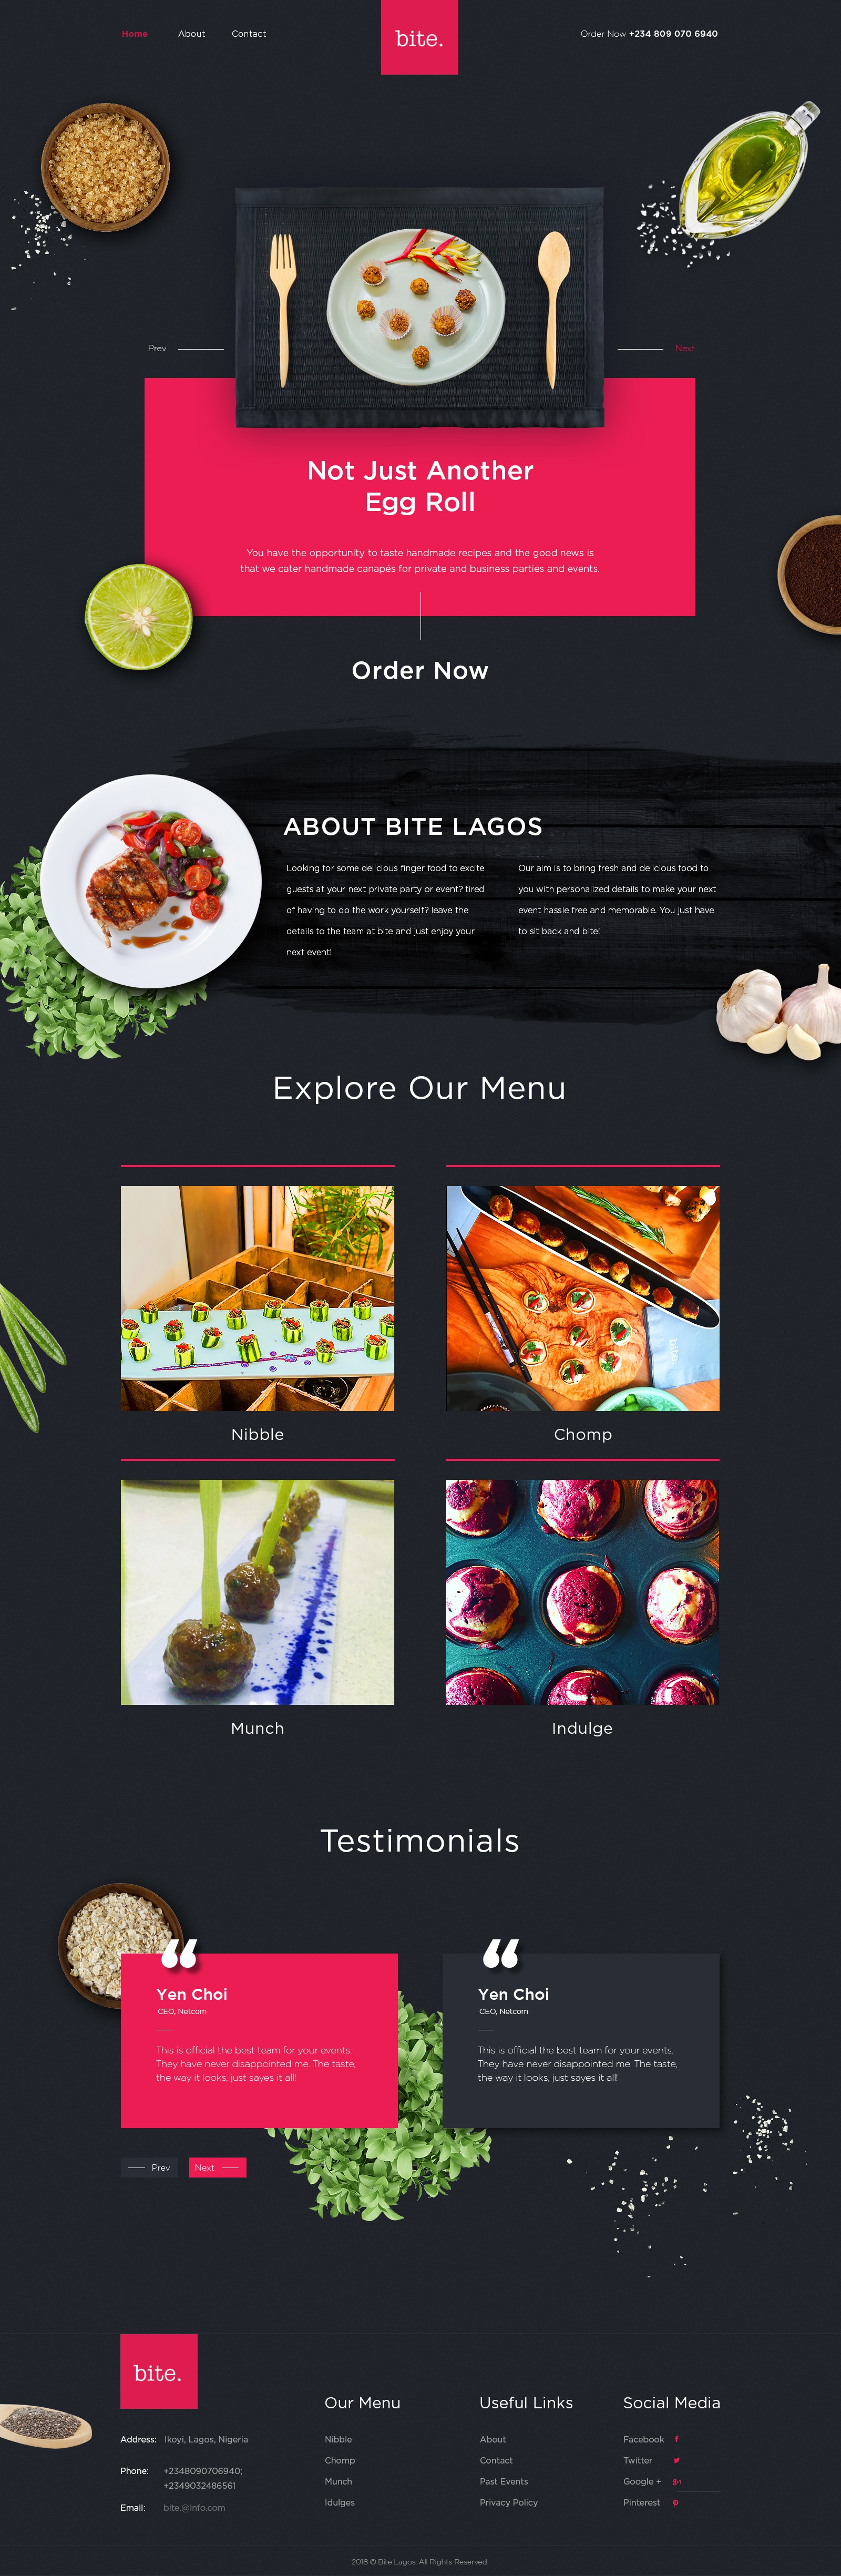 Home
About
Contact
bite.
Order Now +234 809 070 6940
Prev
Next
Not Just Another
Egg Roll
You have the opportunity to taste handmade recipes and the good news is
that we cater handmade canapés for private and business parties and events.
Order Now
ABOUT BITE LAGOS
Looking for some delicious finger food to excite
guests at your next private party or event? tired
of having to do the work yourself? leave the
details to the team at bite and just enjoy your
next event!
Our aim is to bring fresh and delicious food to
you with personalized details to make your next
event hassle free and memorable. You just have
to sit back and bite!
Explore Our Menu
bite
Nibble
Chomp
Munch
Indulge
Testimonials
Yen Choi
CEO, Netcom
This is official the best team for your events.
They have never disappointed me. The taste,
the way it looks, just sayes it all!
Yen Choi
CEO, Netcom
This is official the best team for your events.
They have never disappointed me. The taste,
the way it looks, just sayes it all!
Prev
Next
bite.
Address: Ikoyi, Lagos, Nigeria
Phone: +2348090706940;
+2349032486561
Email: bite.@info.com
Our Menu
Nibble
Chomp
Munch
Idulges
Useful Links
About
Contact
Past Events
Privacy Policy
Social Media
Facebook
Twitter
Google +
Pinterest
2018 © Bite Lagos. All Rights Reserved